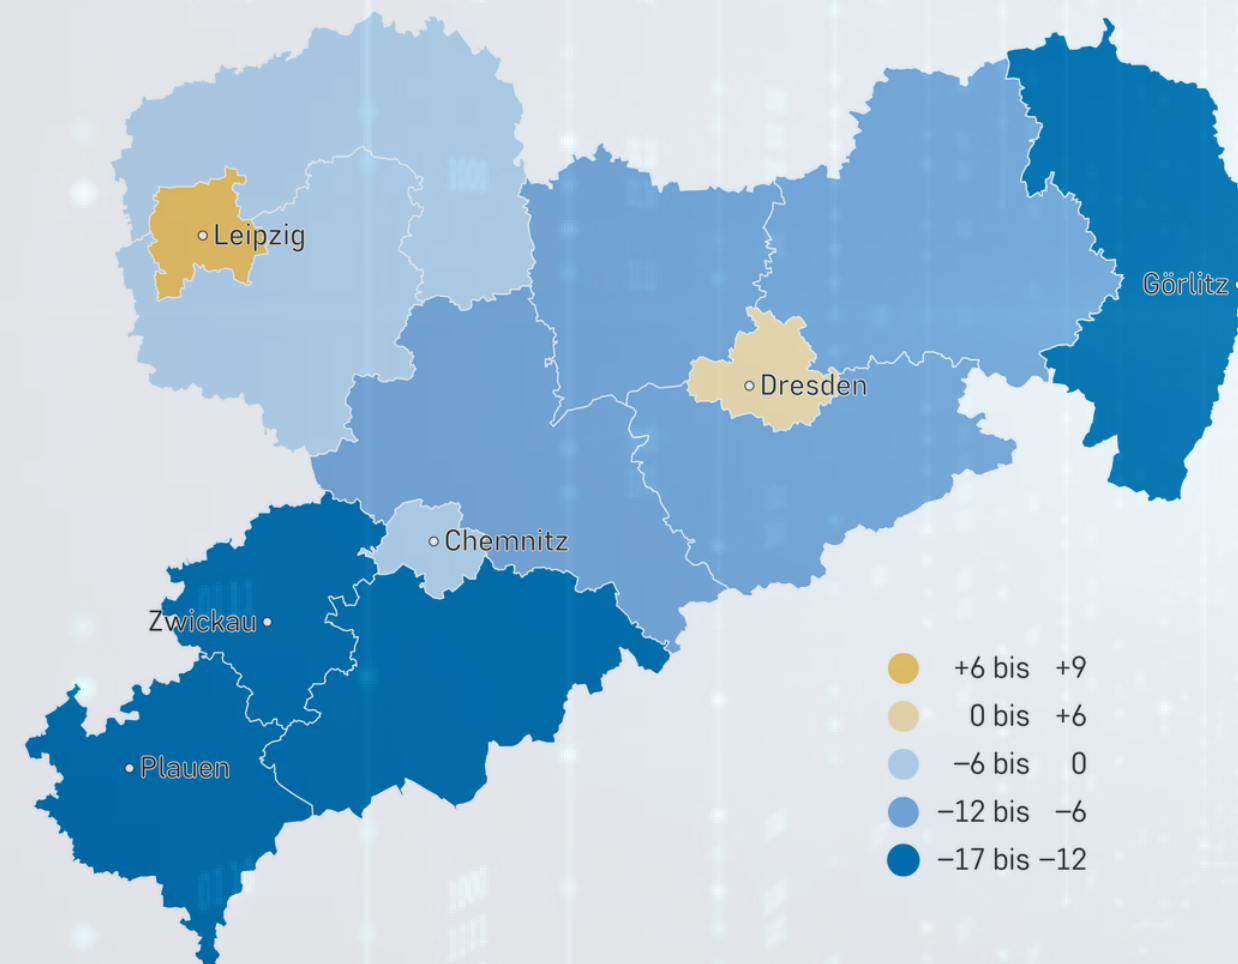 Leipzig
Görlitz
Dresden
Chemnitz
Zwickau
Plauen
+6 bis +9
0 bis +6
−6 bis 0
−12 bis −6
−17 bis −12